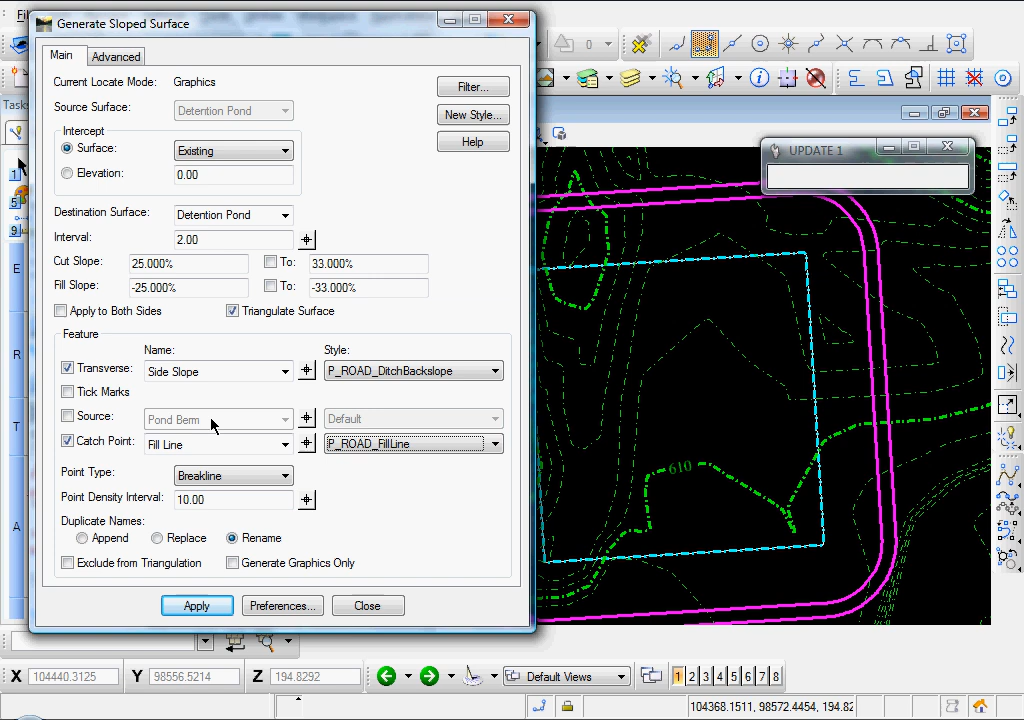 Fil
Generate Sloped Surface
Main Advanced
Current Locate Mode: Graphics
Filter...
Source Surface: Detention Pond
New Style...
Intercept
Help
Surface: Existing
Elevation: 0.00
Destination Surface: Detention Pond
Interval: 2.00
Cut Slope: 25.000% To: 33.000%
Fill Slope: -25.000% To: -33.000%
Apply to Both Sides Triangulate Surface
Feature
Name: Style:
Transverse: Side Slope P_ROAD_DitchBackslope
Tick Marks
Source: Pond Berm Default
Catch Point: Fill Line P_ROAD_FillLine
Point Type: Breakline
Point Density Interval: 10.00
Duplicate Names:
Append Replace Rename
Exclude from Triangulation Generate Graphics Only
Apply Preferences... Close
0
Tasks
1
5
9
E
R
T
A
UPDATE 1
610
X 104440.3125 Y 98556.5214 Z 194.8292 Default Views 1 2 3 4 5 6 7 8
104368.1511, 98572.4454, 194.82